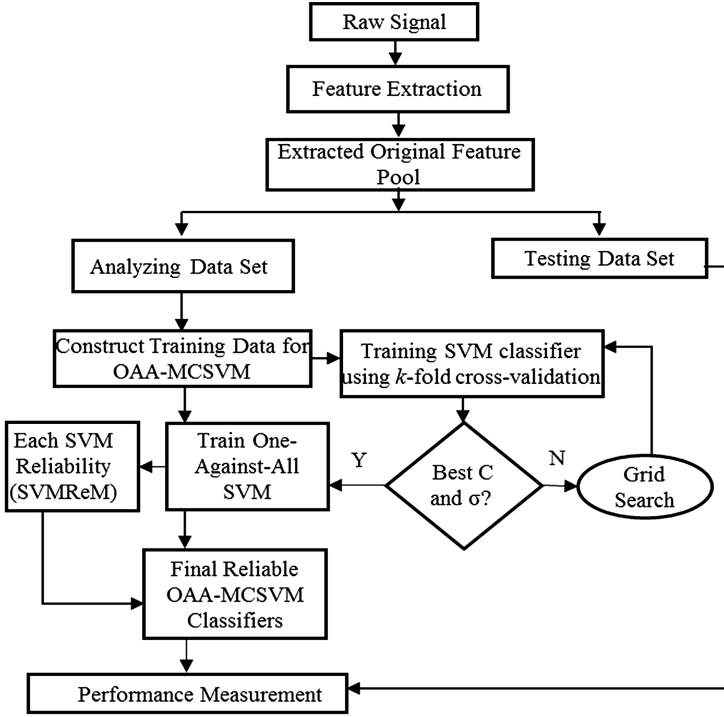 Raw Signal
Feature Extraction
Extracted Original Feature
Pool
Analyzing Data Set
Testing Data Set
Construct Training Data for
OAA-MCSVM
Training SVM classifier
using k-fold cross-validation
Each SVM
Reliability
(SVMReM)
Train One-
Against-All
SVM
Y
Best C
and σ?
N
Grid
Search
Final Reliable
OAA-MCSVM
Classifiers
Performance Measurement